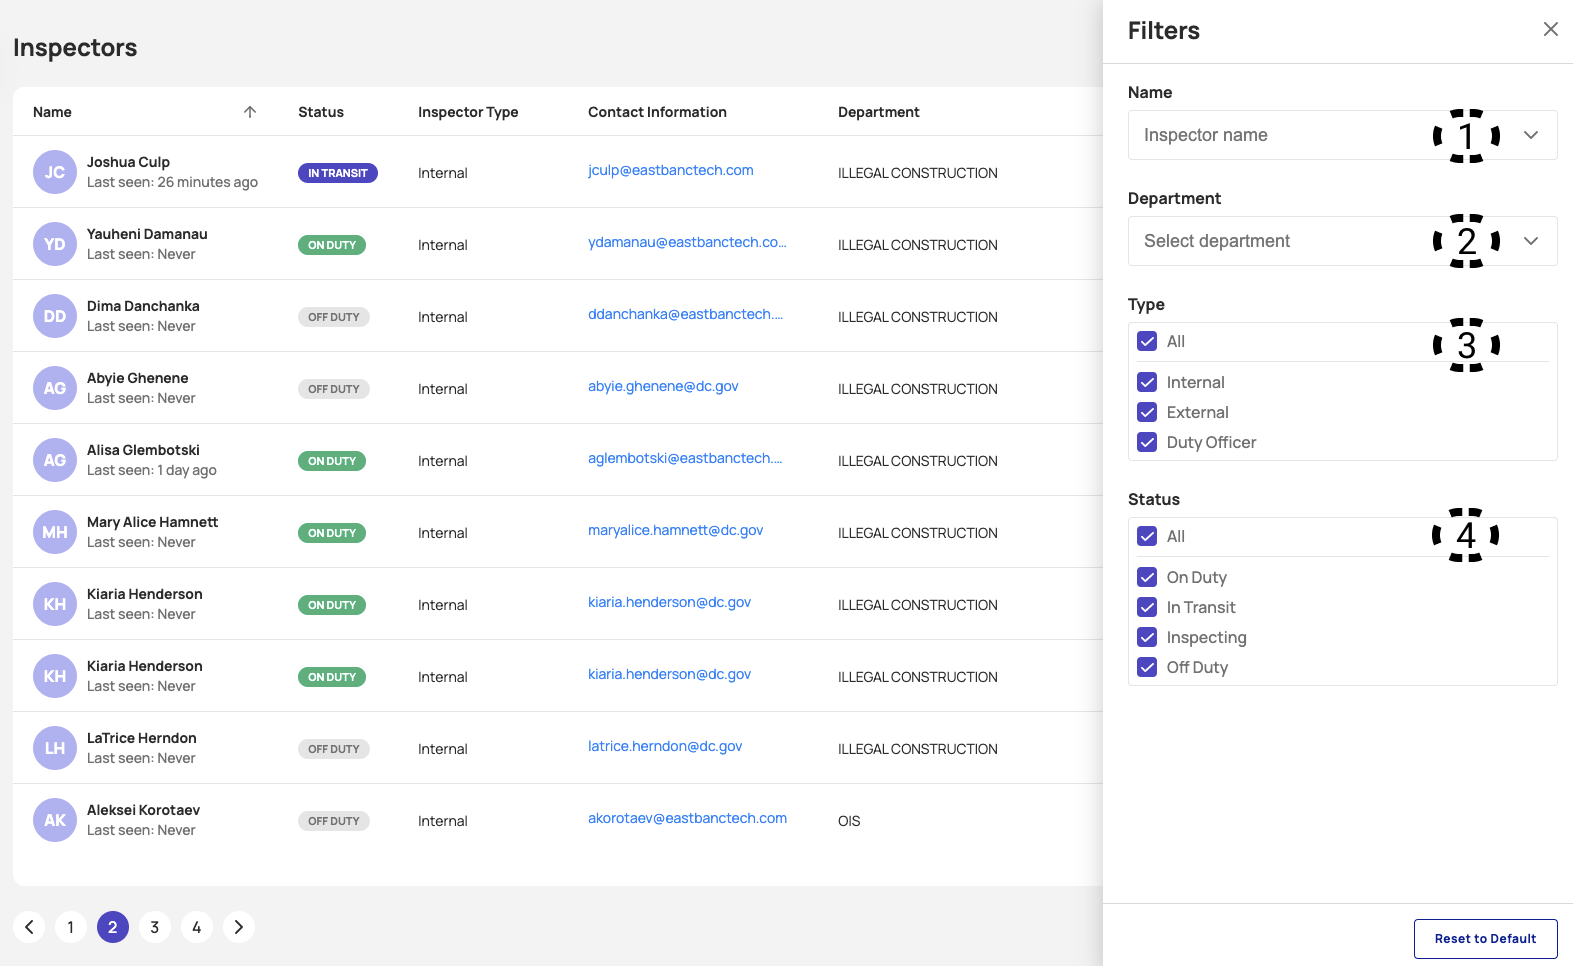 Inspectors
Name Status Inspector Type Contact Information Department
JC Joshua Culp
Last seen: 26 minutes ago IN TRANSIT Internal jculp@eastbanctech.com ILLEGAL CONSTRUCTION
YD Yauheni Damanau
Last seen: Never ON DUTY Internal ydamanau@eastbanctech.co... ILLEGAL CONSTRUCTION
DD Dima Danchanka
Last seen: Never OFF DUTY Internal ddanchanka@eastbanctech.... ILLEGAL CONSTRUCTION
AG Abyie Ghenene
Last seen: Never OFF DUTY Internal abyie.ghenene@dc.gov ILLEGAL CONSTRUCTION
AG Alisa Glembotski
Last seen: 1 day ago ON DUTY Internal aglembotski@eastbanctech.... ILLEGAL CONSTRUCTION
MH Mary Alice Hamnett
Last seen: Never ON DUTY Internal maryalice.hamnett@dc.gov ILLEGAL CONSTRUCTION
KH Kiaria Henderson
Last seen: Never ON DUTY Internal kiaria.henderson@dc.gov ILLEGAL CONSTRUCTION
KH Kiaria Henderson
Last seen: Never ON DUTY Internal kiaria.henderson@dc.gov ILLEGAL CONSTRUCTION
LH LaTrice Herndon
Last seen: Never OFF DUTY Internal latrice.herndon@dc.gov ILLEGAL CONSTRUCTION
AK Aleksei Korotaev
Last seen: Never OFF DUTY Internal akorotaev@eastbanctech.com OIS
1 2 3 4
Filters
Name
Inspector name 1
Department
Select department 2
Type
All 3
Internal
External
Duty Officer
Status
All 4
On Duty
In Transit
Inspecting
Off Duty
Reset to Default